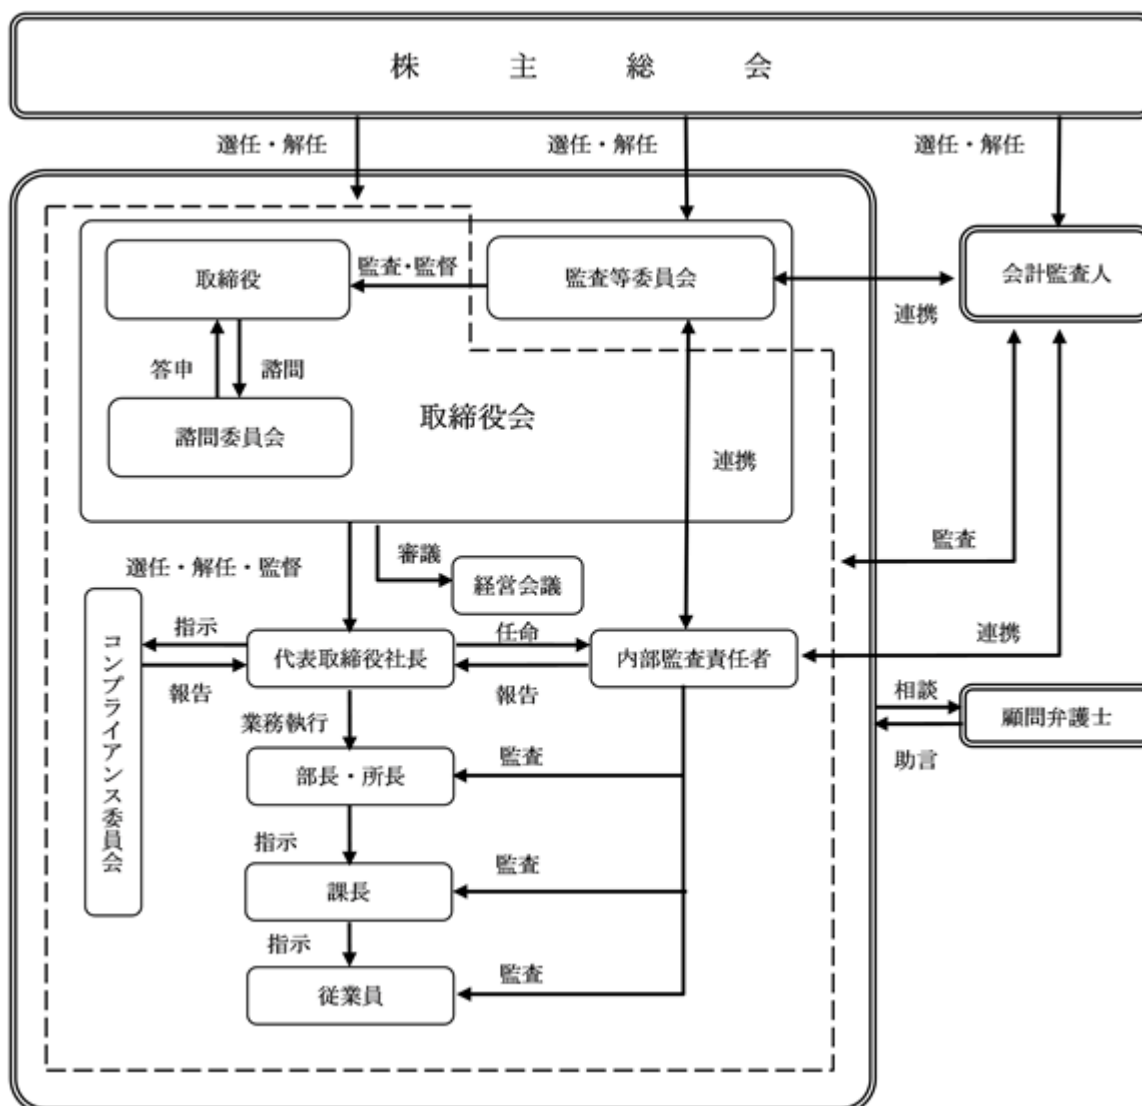 株主総会
選任・解任
選任・解任
選任・解任
取締役
監査・監督
監査等委員会
会計監査人
連携
答申
諮問
諮問委員会
取締役会
連携
監査
選任・解任・監督
審議
経営会議
コンプライアンス委員会
指示
代表取締役社長
任命
内部監査責任者
連携
報告
報告
相談
顧問弁護士
助言
業務執行
部長・所長
監査
指示
課長
監査
指示
従業員
監査